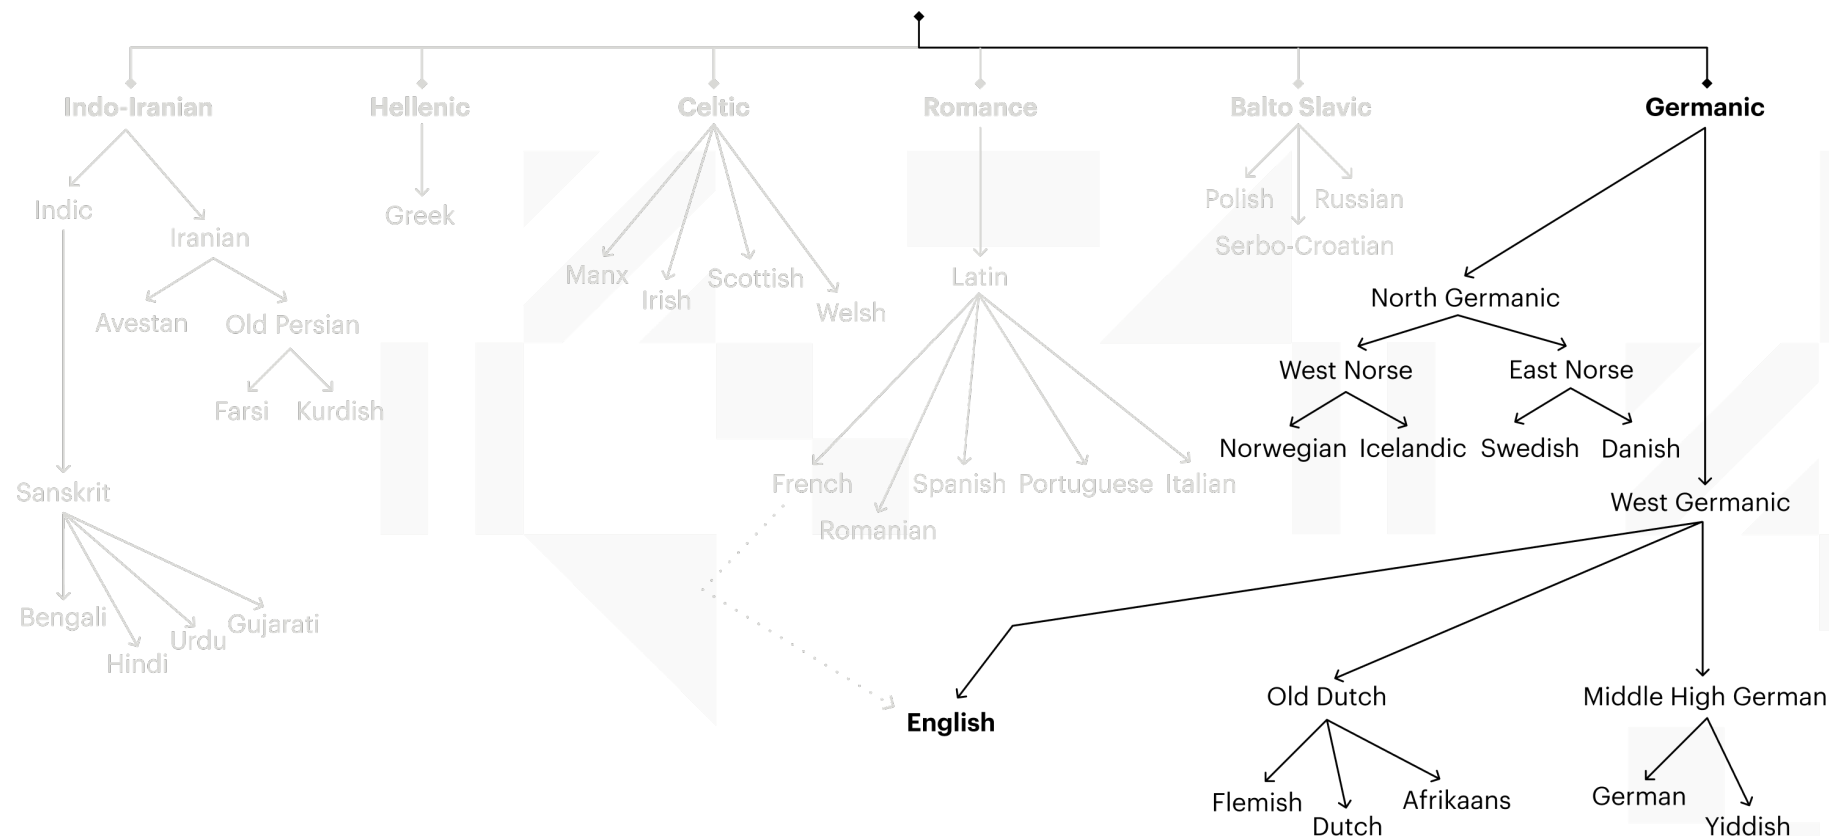 Indo-Iranian
Hellenic
Celtic
Romance
Balto Slavic
Germanic
Indic
Iranian
Avestan
Old Persian
Farsi
Kurdish
Sanskrit
Bengali
Hindi
Urdu
Gujarati
Greek
Manx
Irish
Scottish
Welsh
Latin
French
Romanian
Spanish
Portuguese
Italian
Polish
Russian
Serbo-Croatian
North Germanic
West Norse
East Norse
Norwegian
Icelandic
Swedish
Danish
West Germanic
English
Old Dutch
Middle High German
Flemish
Dutch
Afrikaans
German
Yiddish